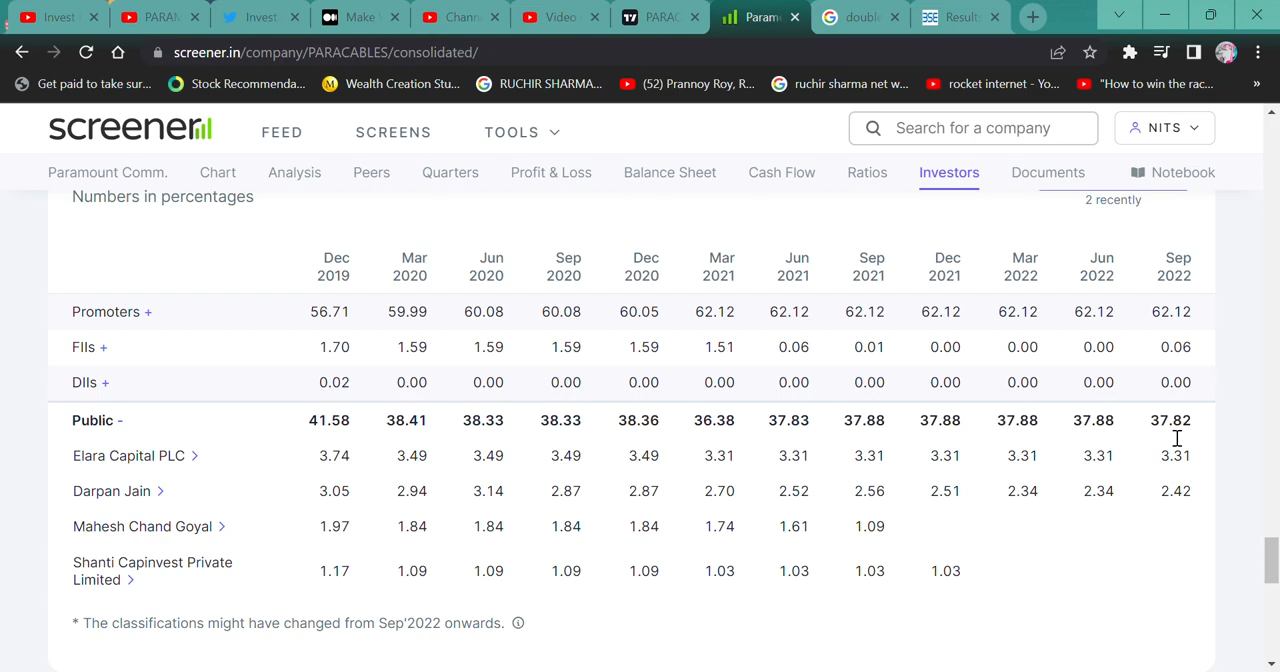 Invest
PARAM
Invest
Make
Chann
Video
PARAC
Param
doubl
BSE Results
screener.in/company/PARACABLES/consolidated/
Get paid to take sur... Stock Recommenda... Wealth Creation Stu... RUCHIR SHARMA... (52) Prannoy Roy, R... ruchir sharma net w... rocket internet - Yo... "How to win the rac... »
screener FEED SCREENS TOOLS Search for a company NITS
Paramount Comm. Chart Analysis Peers Quarters Profit & Loss Balance Sheet Cash Flow Ratios Investors Documents Notebook
Numbers in percentages 2 recently
Dec 2019 Mar 2020 Jun 2020 Sep 2020 Dec 2020 Mar 2021 Jun 2021 Sep 2021 Dec 2021 Mar 2022 Jun 2022 Sep 2022
Promoters + 56.71 59.99 60.08 60.08 60.05 62.12 62.12 62.12 62.12 62.12 62.12 62.12
FIIs + 1.70 1.59 1.59 1.59 1.59 1.51 0.06 0.01 0.00 0.00 0.00 0.06
DIIs + 0.02 0.00 0.00 0.00 0.00 0.00 0.00 0.00 0.00 0.00 0.00 0.00
Public - 41.58 38.41 38.33 38.33 38.36 36.38 37.83 37.88 37.88 37.88 37.88 37.82
Elara Capital PLC > 3.74 3.49 3.49 3.49 3.49 3.31 3.31 3.31 3.31 3.31 3.31 3.31
Darpan Jain > 3.05 2.94 3.14 2.87 2.87 2.70 2.52 2.56 2.51 2.34 2.34 2.42
Mahesh Chand Goyal > 1.97 1.84 1.84 1.84 1.84 1.74 1.61 1.09
Shanti Capinvest Private
Limited > 1.17 1.09 1.09 1.09 1.09 1.03 1.03 1.03 1.03
* The classifications might have changed from Sep'2022 onwards.